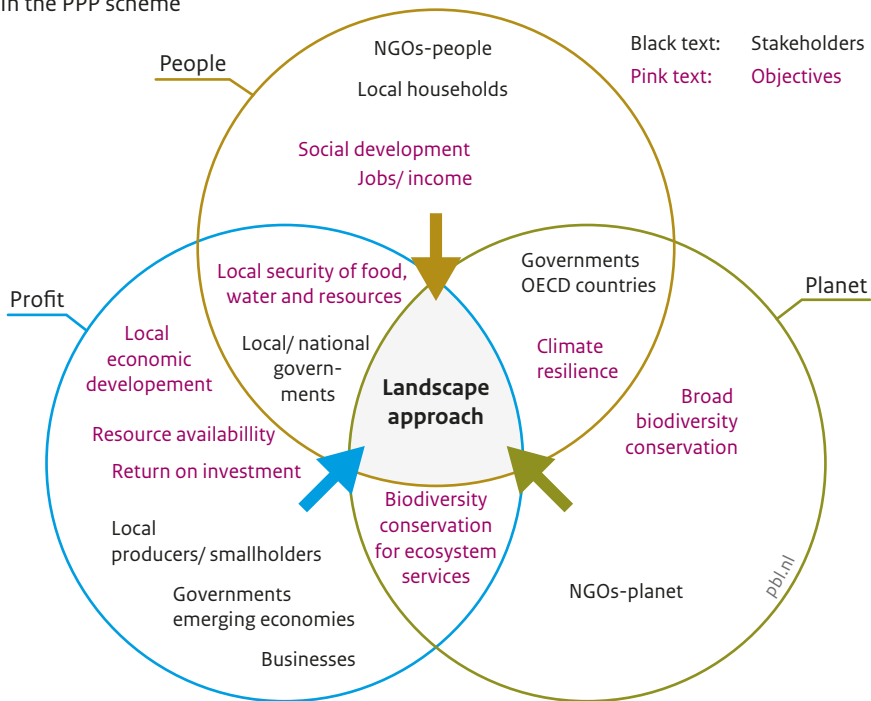 in the PPP scheme
Black text: Stakeholders
Pink text: Objectives
People
NGOs-people
Local households
Social development
Jobs/ income
Profit
Local security of food,
water and resources
Local/ national
govern-
ments
Local
economic
developement
Resource availabillity
Return on investment
Local
producers/ smallholders
Governments
emerging economies
Businesses
Governments
OECD countries
Climate
resilience
Planet
Broad
biodiversity
conservation
NGOs-planet
Landscape
approach
Biodiversity
conservation
for ecosystem
services
pbl.nl